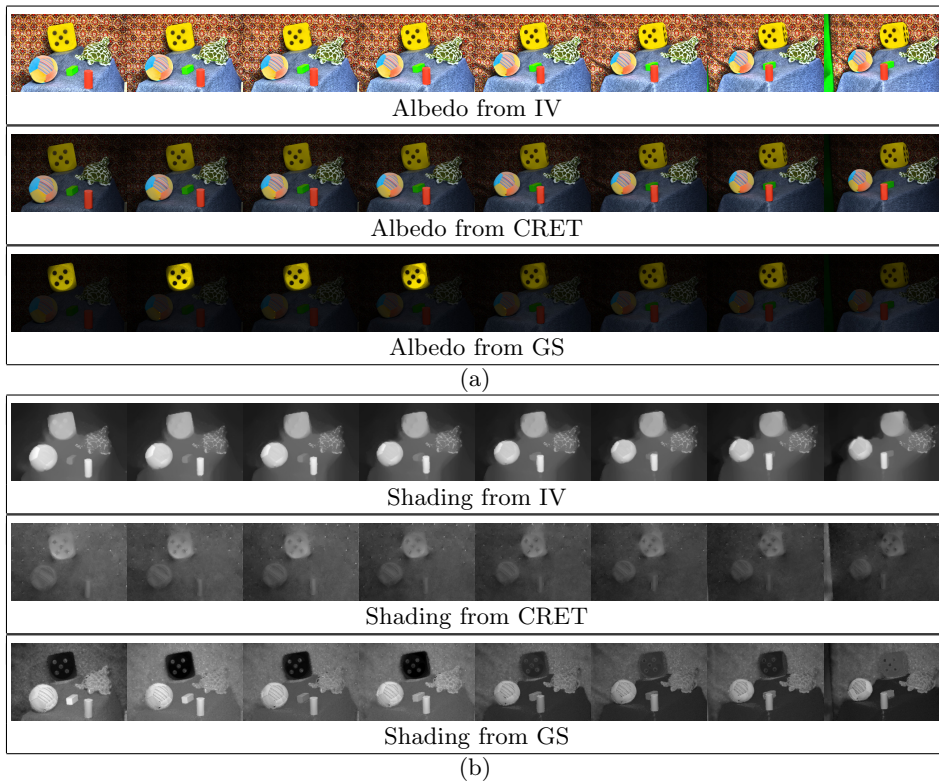 Albedo from IV
Albedo from CRET
Albedo from GS
(a)
Shading from IV
Shading from CRET
Shading from GS
(b)